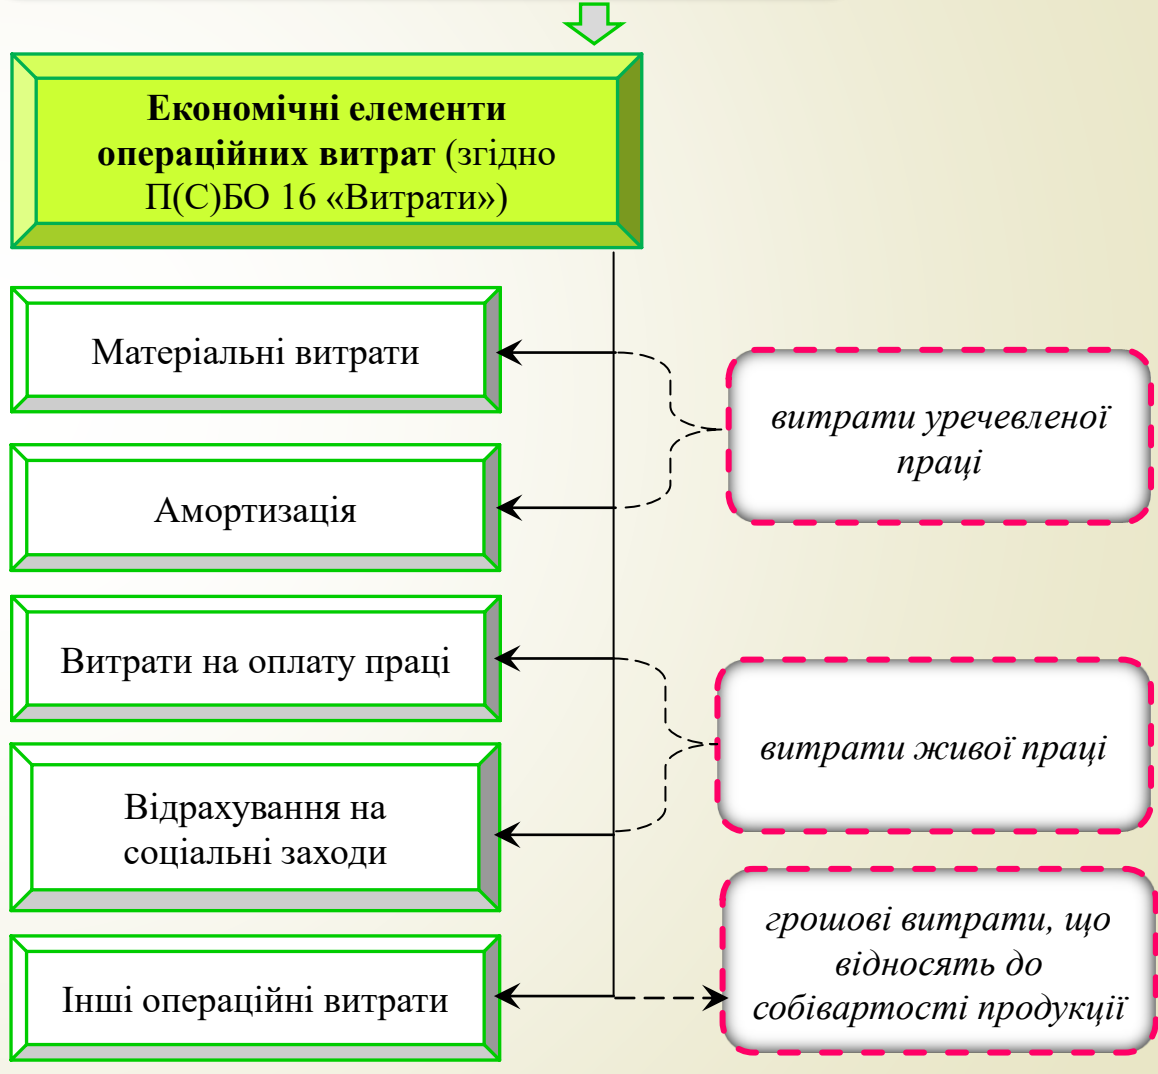 Економічні елементи
операційних витрат (згідно
П(С)БО 16 «Витрати»)
Матеріальні витрати
витрати уречевленої
праці
Амортизація
Витрати на оплату праці
витрати живої праці
Відрахування на
соціальні заходи
Інші операційні витрати
грошові витрати, що
відносять до
собівартості продукції